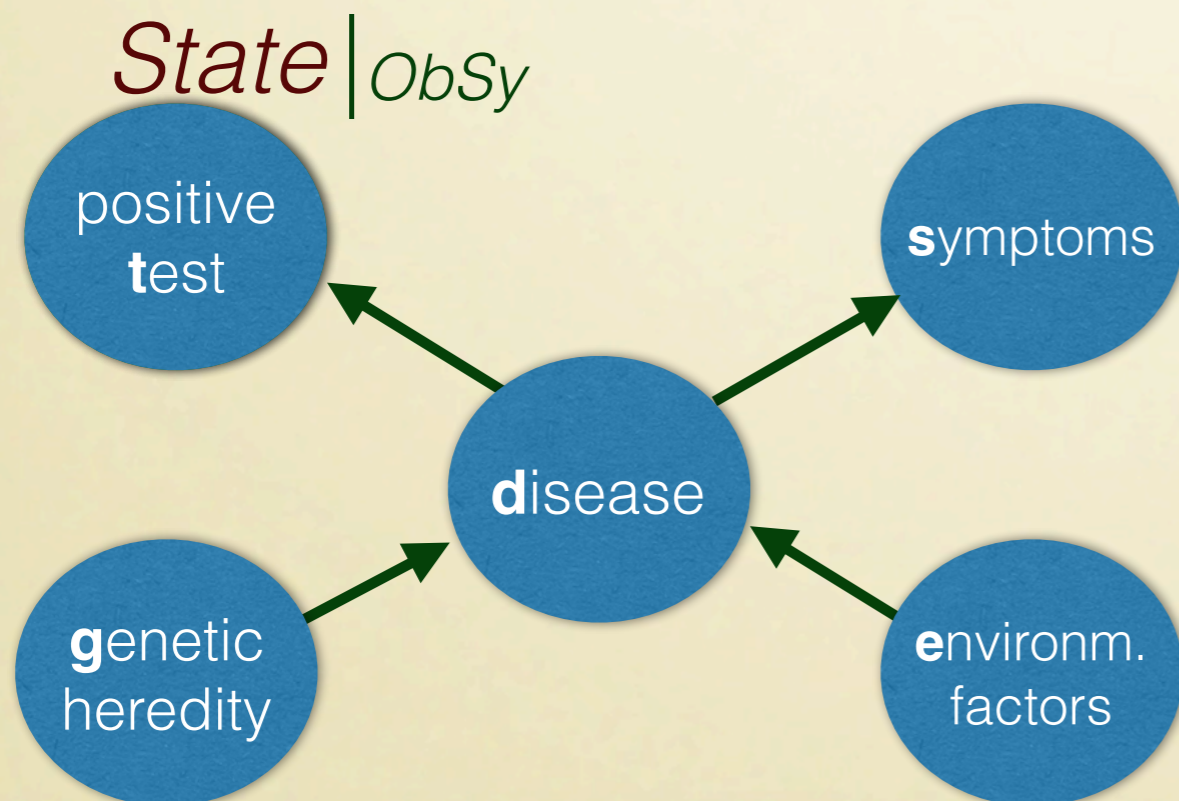 State | ObSy
positive
test
symptoms
disease
genetic
heredity
environm.
factors